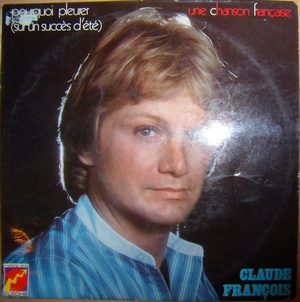 pourquoi pleurer
(sur un succès d'été)
une chanson française
CLAUDE
FRANÇOIS